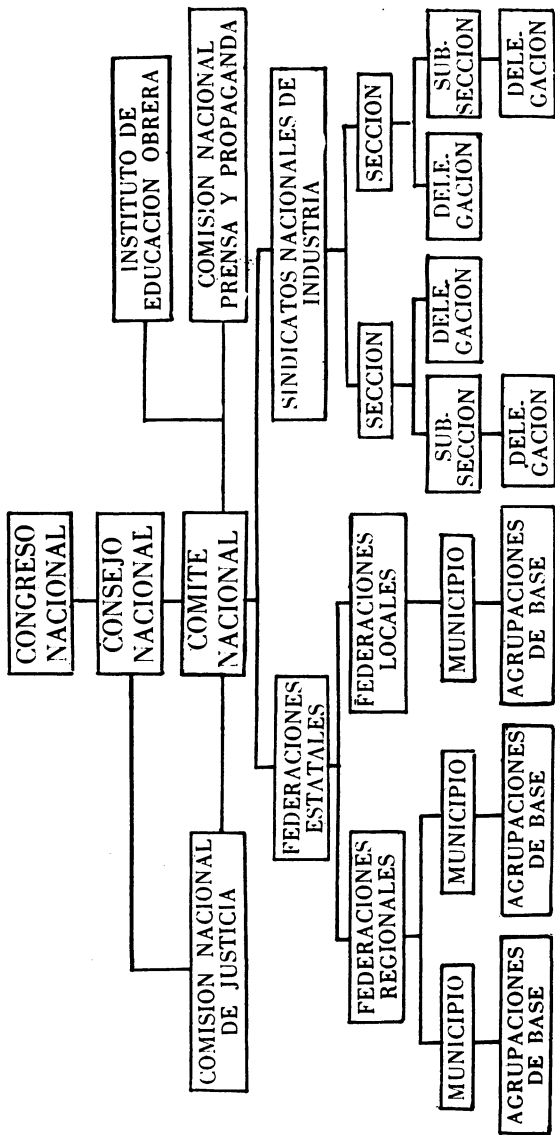 CONGRESO
NACIONAL
CONSEJO
NACIONAL
COMITE
NACIONAL
INSTITUTO DE
EDUCACION OBRERA
COMISION NACIONAL
PRENSA Y PROPAGANDA
COMISION NACIONAL
DE JUSTICIA
FEDERACIONES
ESTATALES
SINDICATOS NACIONALES DE
INDUSTRIA
FEDERACIONES
REGIONALES
FEDERACIONES
LOCALES
SECCION
SECCION
MUNICIPIO
MUNICIPIO
MUNICIPIO
SUB-
SECCION
DELE-
GACION
DELE-
GACION
SUB-
SECCION
AGRUPACIONES
DE BASE
AGRUPACIONES
DE BASE
AGRUPACIONES
DE BASE
DELE-
GACION
DELE-
GACION